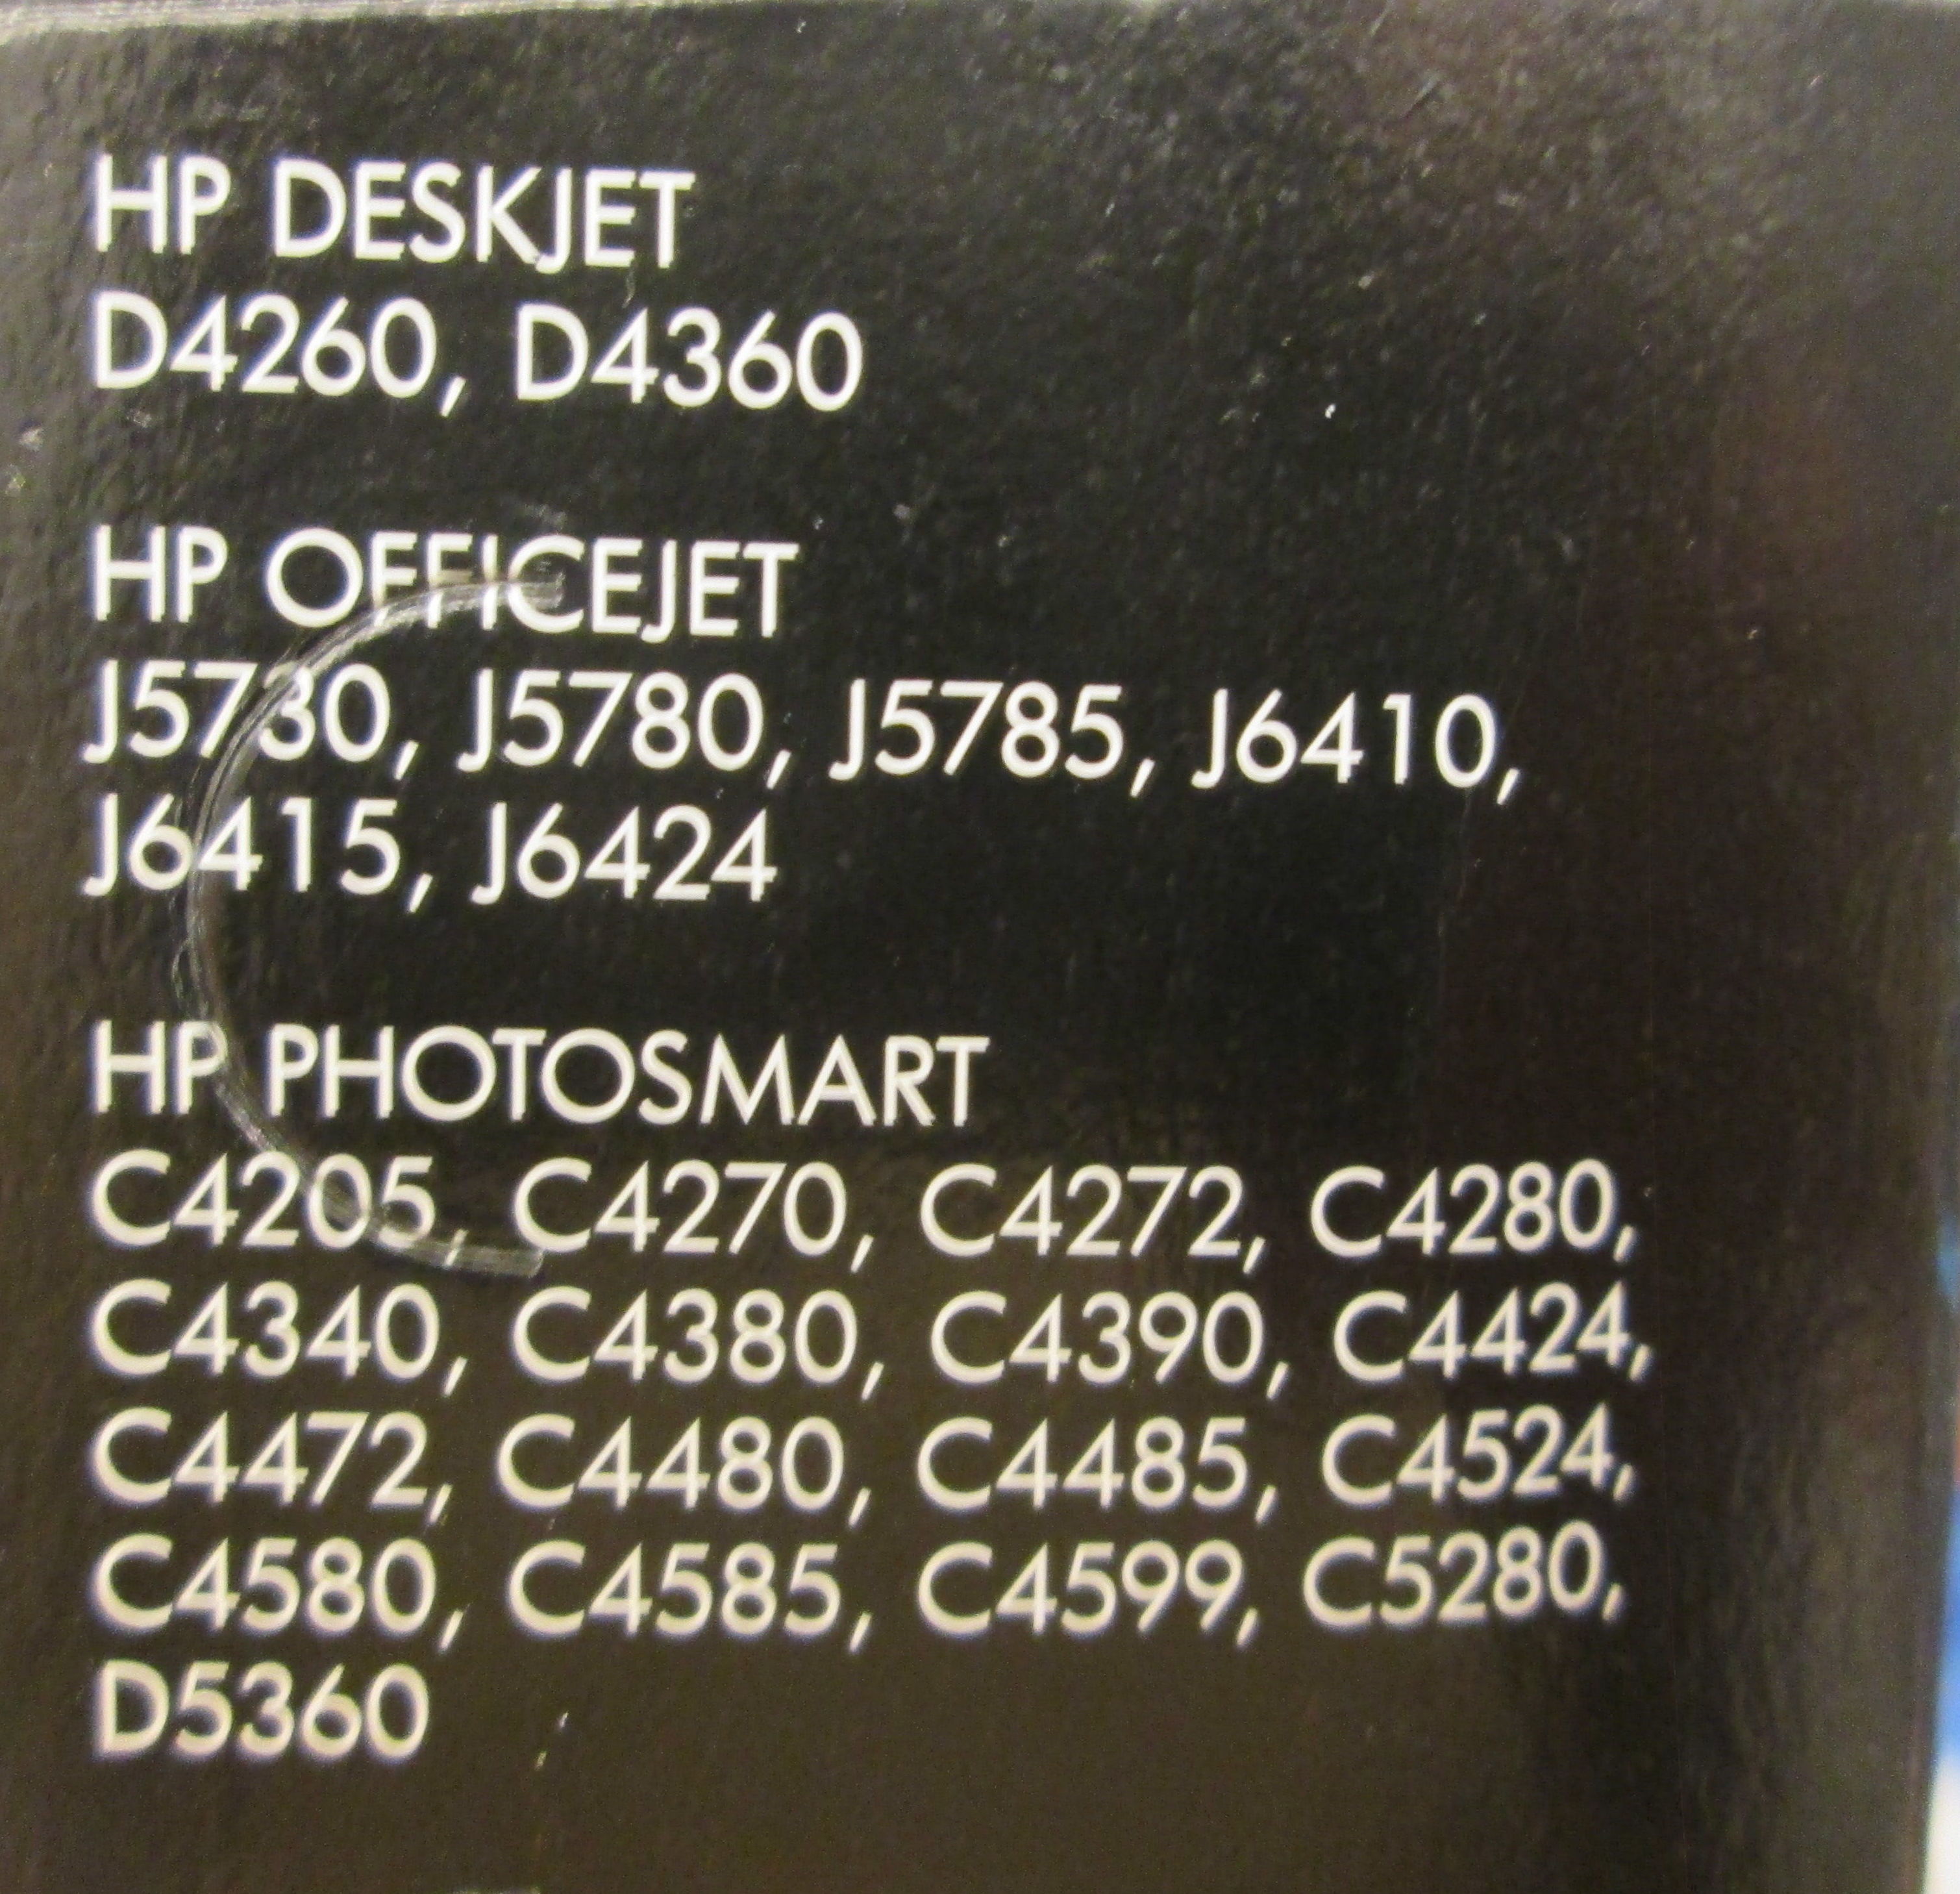 HP DESKJET
D4260, D4360
HP OFFICEJET
J5730, J5780, J5785, J6410,
J6415, J6424
HP PHOTOSMART
C4205, C4270, C4272, C4280,
C4340, C4380, C4390, C4424,
C4472, C4480, C4485, C4524,
C4580, C4585, C4599, C5280,
D5360